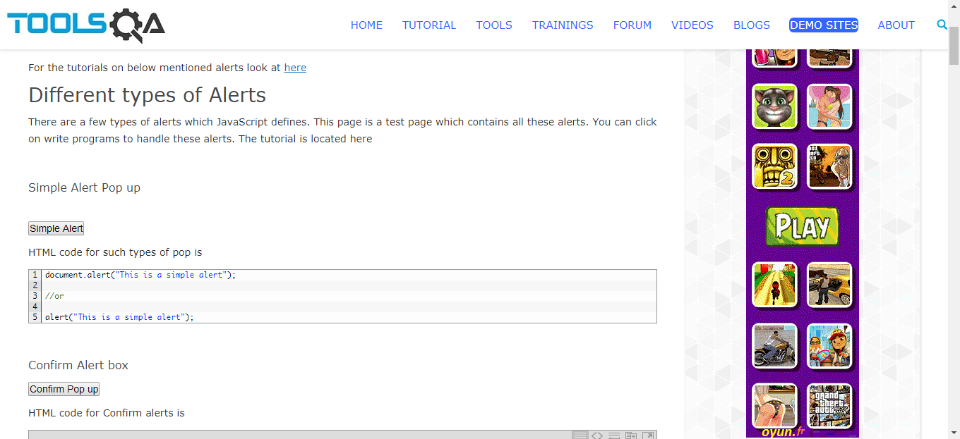 TOOLSQA
HOME TUTORIAL TOOLS TRAININGS FORUM VIDEOS BLOGS DEMO SITES ABOUT
For the tutorials on below mentioned alerts look at here
Different types of Alerts
There are a few types of alerts which JavaScript defines. This page is a test page which contains all these alerts. You can click
on write programs to handle these alerts. The tutorial is located here
Simple Alert Pop up
Simple Alert
HTML code for such types of pop is
1 document.alert("This is a simple alert");
2
3 //or
4
5 alert("This is a simple alert");
Confirm Alert box
Confirm Pop up
HTML code for Confirm alerts is
2
PLAY
grand
theft
auto
oyun.fr